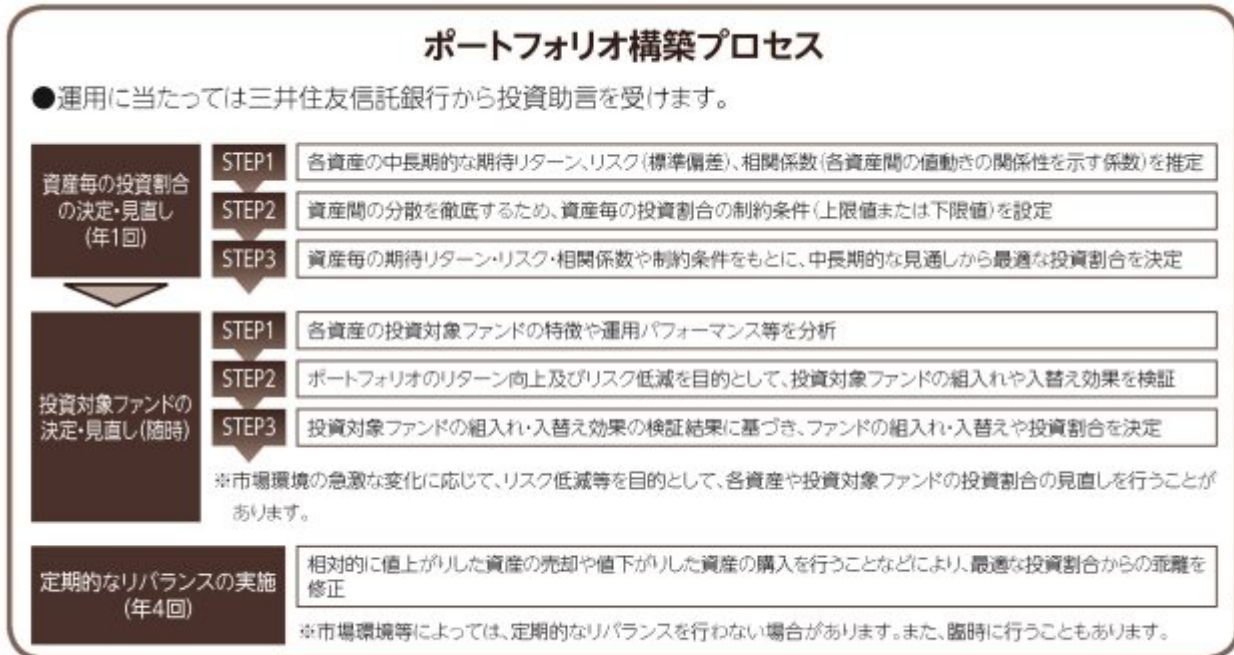 ポートフォリオ構築プロセス
●運用に当たっては三井住友信託銀行から投資助言を受けます。
資産毎の投資割合
の決定・見直し
(年1回)
STEP1
各資産の中長期的な期待リターン、リスク(標準偏差)、相関係数(各資産間の値動きの関係性を示す係数)を推定
STEP2
資産間の分散を徹底するため、資産毎の投資割合の制約条件(上限値または下限値)を設定
STEP3
資産毎の期待リターン・リスク・相関係数や制約条件をもとに、中長期的な見通しから最適な投資割合を決定
投資対象ファンドの
決定・見直し(随時)
STEP1
各資産の投資対象ファンドの特徴や運用パフォーマンス等を分析
STEP2
ポートフォリオのリターン向上及びリスク低減を目的として、投資対象ファンドの組入れや入替え効果を検証
STEP3
投資対象ファンドの組入れ・入替え効果の検証結果に基づき、ファンドの組入れ・入替えや投資割合を決定
※市場環境の急激な変化に応じて、リスク低減等を目的として、各資産や投資対象ファンドの投資割合の見直しを行うことが
あります。
定期的なリバランスの実施
(年4回)
相対的に値上がりした資産の売却や値下がりした資産の購入を行うことなどにより、最適な投資割合からの乖離を
修正
※市場環境等によっては、定期的なリバランスを行わない場合があります。また、臨時に行うこともあります。